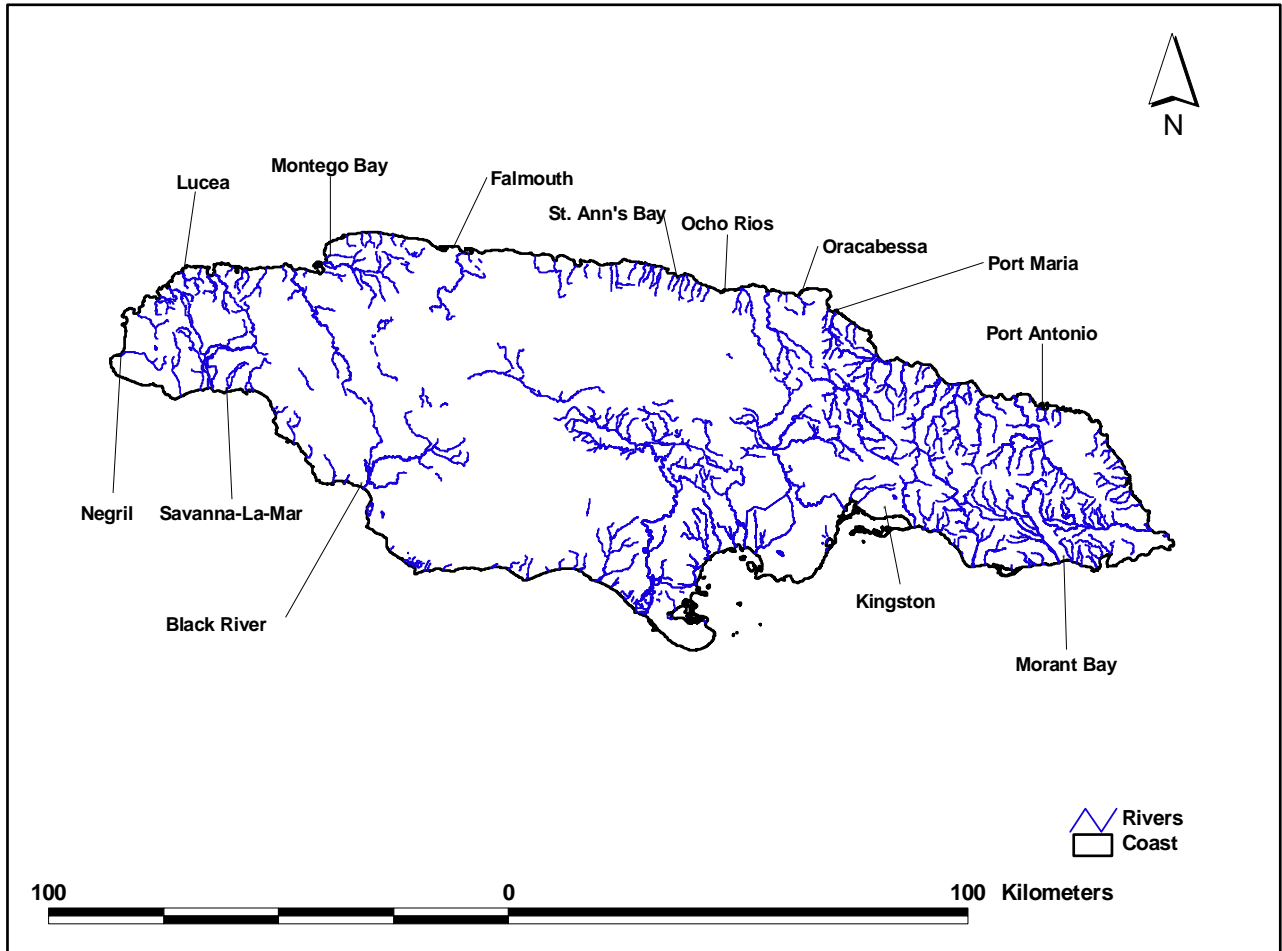 N
Montego Bay
Lucea
Falmouth
St. Ann's Bay
Ocho Rios
Oracabessa
Port Maria
Port Antonio
Negril
Savanna-La-Mar
Kingston
Black River
Morant Bay
Rivers
Coast
100 0 100 Kilometers